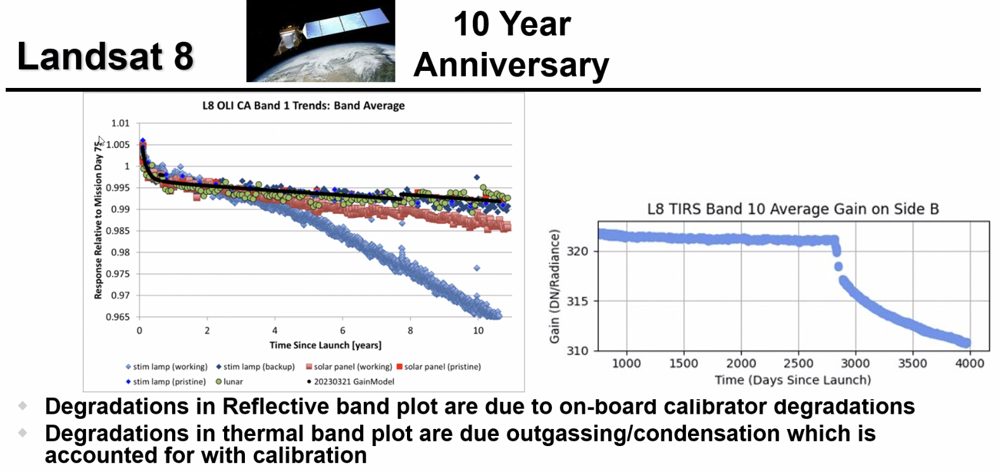 Landsat 8
10 Year
Anniversary
L8 OLI CA Band 1 Trends: Band Average
Response Relative to Mission Day 75
1.01
1.005
1
0.995
0.99
0.985
0.98
0.975
0.97
0.965
0 2 4 6 8 10
Time Since Launch [years]
stim lamp (working) stim lamp (backup) solar panel (working) solar panel (pristine)
stim lamp (pristine) lunar 20230321 GainModel
L8 TIRS Band 10 Average Gain on Side B
Gain (DN/Radiance)
320
315
310
1000 1500 2000 2500 3000 3500 4000
Time (Days Since Launch)
Degradations in Reflective band plot are due to on-board calibrator degradations
Degradations in thermal band plot are due outgassing/condensation which is
accounted for with calibration